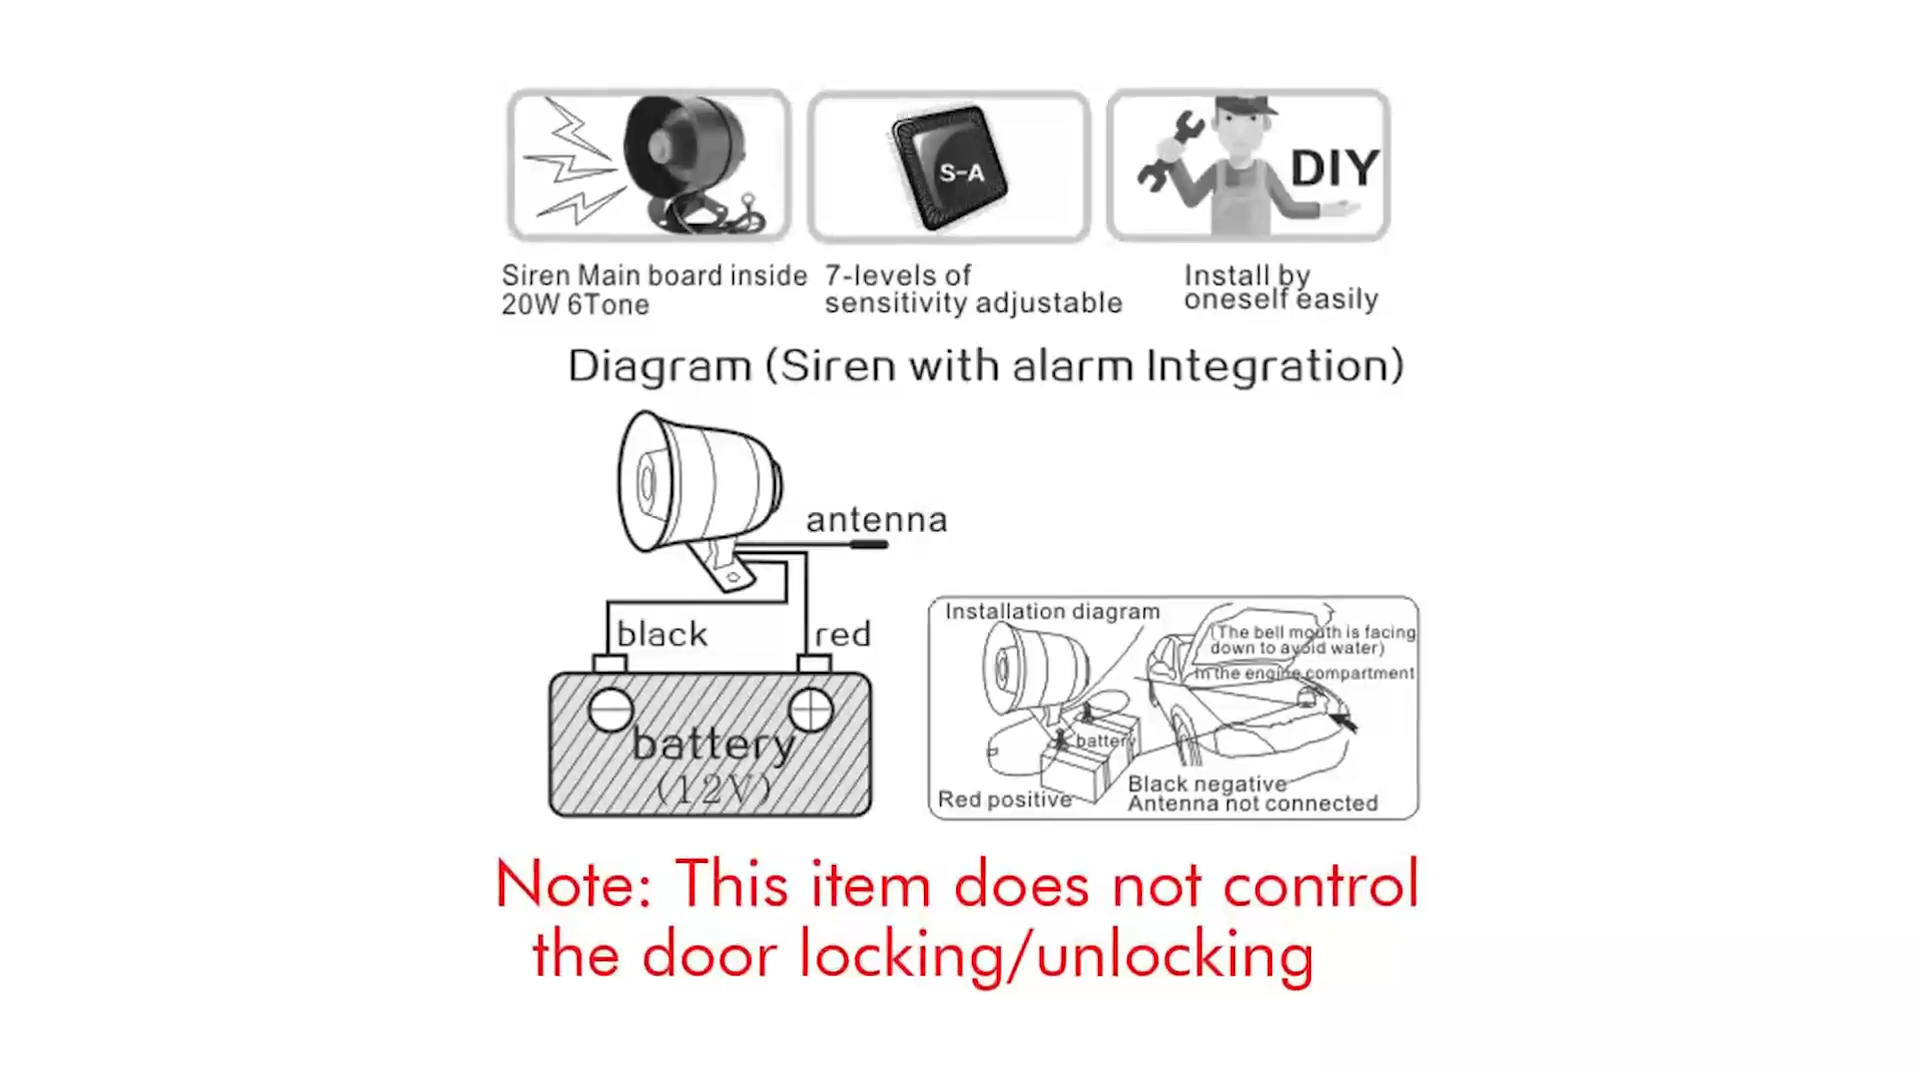 S-A
DIY
Siren Main board inside
20W 6Tone
7-levels of
sensitivity adjustable
Install by
oneself easily
Diagram (Siren with alarm Integration)
antenna
black
red
battery
(12V)
Installation diagram
(The bell mouth is facing
down to avoid water)
In the engine compartment
battery
Red positive
Black negative
Antenna not connected
Note: This item does not control
the door locking/unlocking